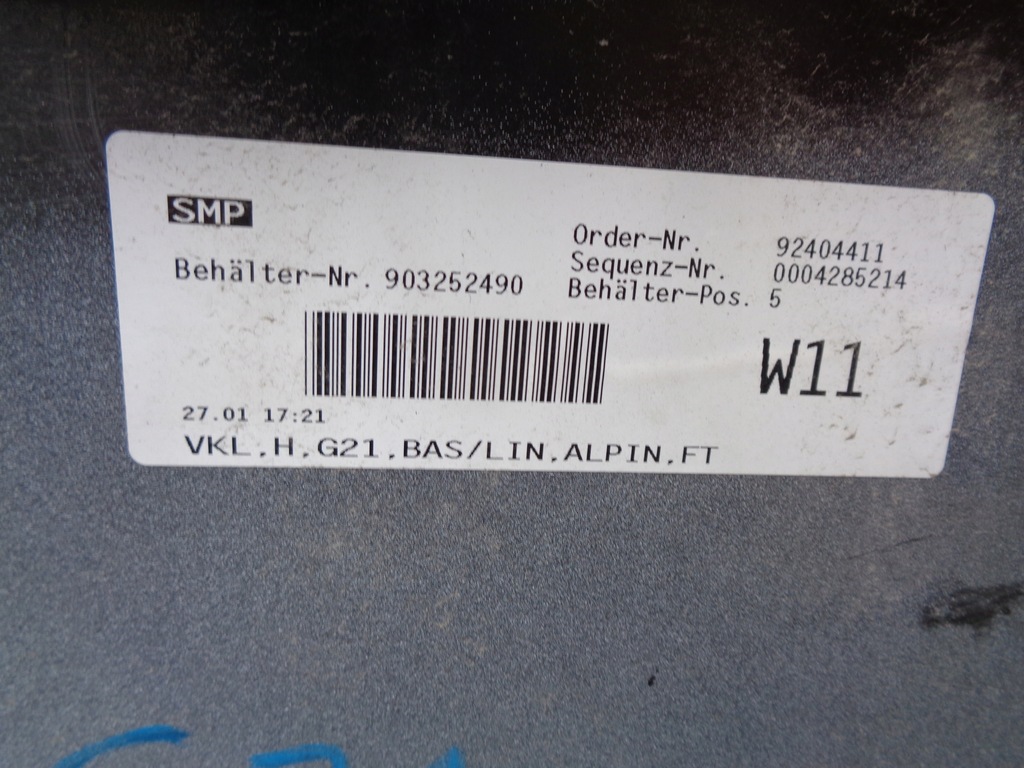 SMP
Behälter-Nr. 903252490
Order-Nr. 92404411
Sequenz-Nr. 0004285214
Behälter-Pos. 5
W11
27.01 17:21
VKL,H,G21,BAS/LIN,ALPIN,FT